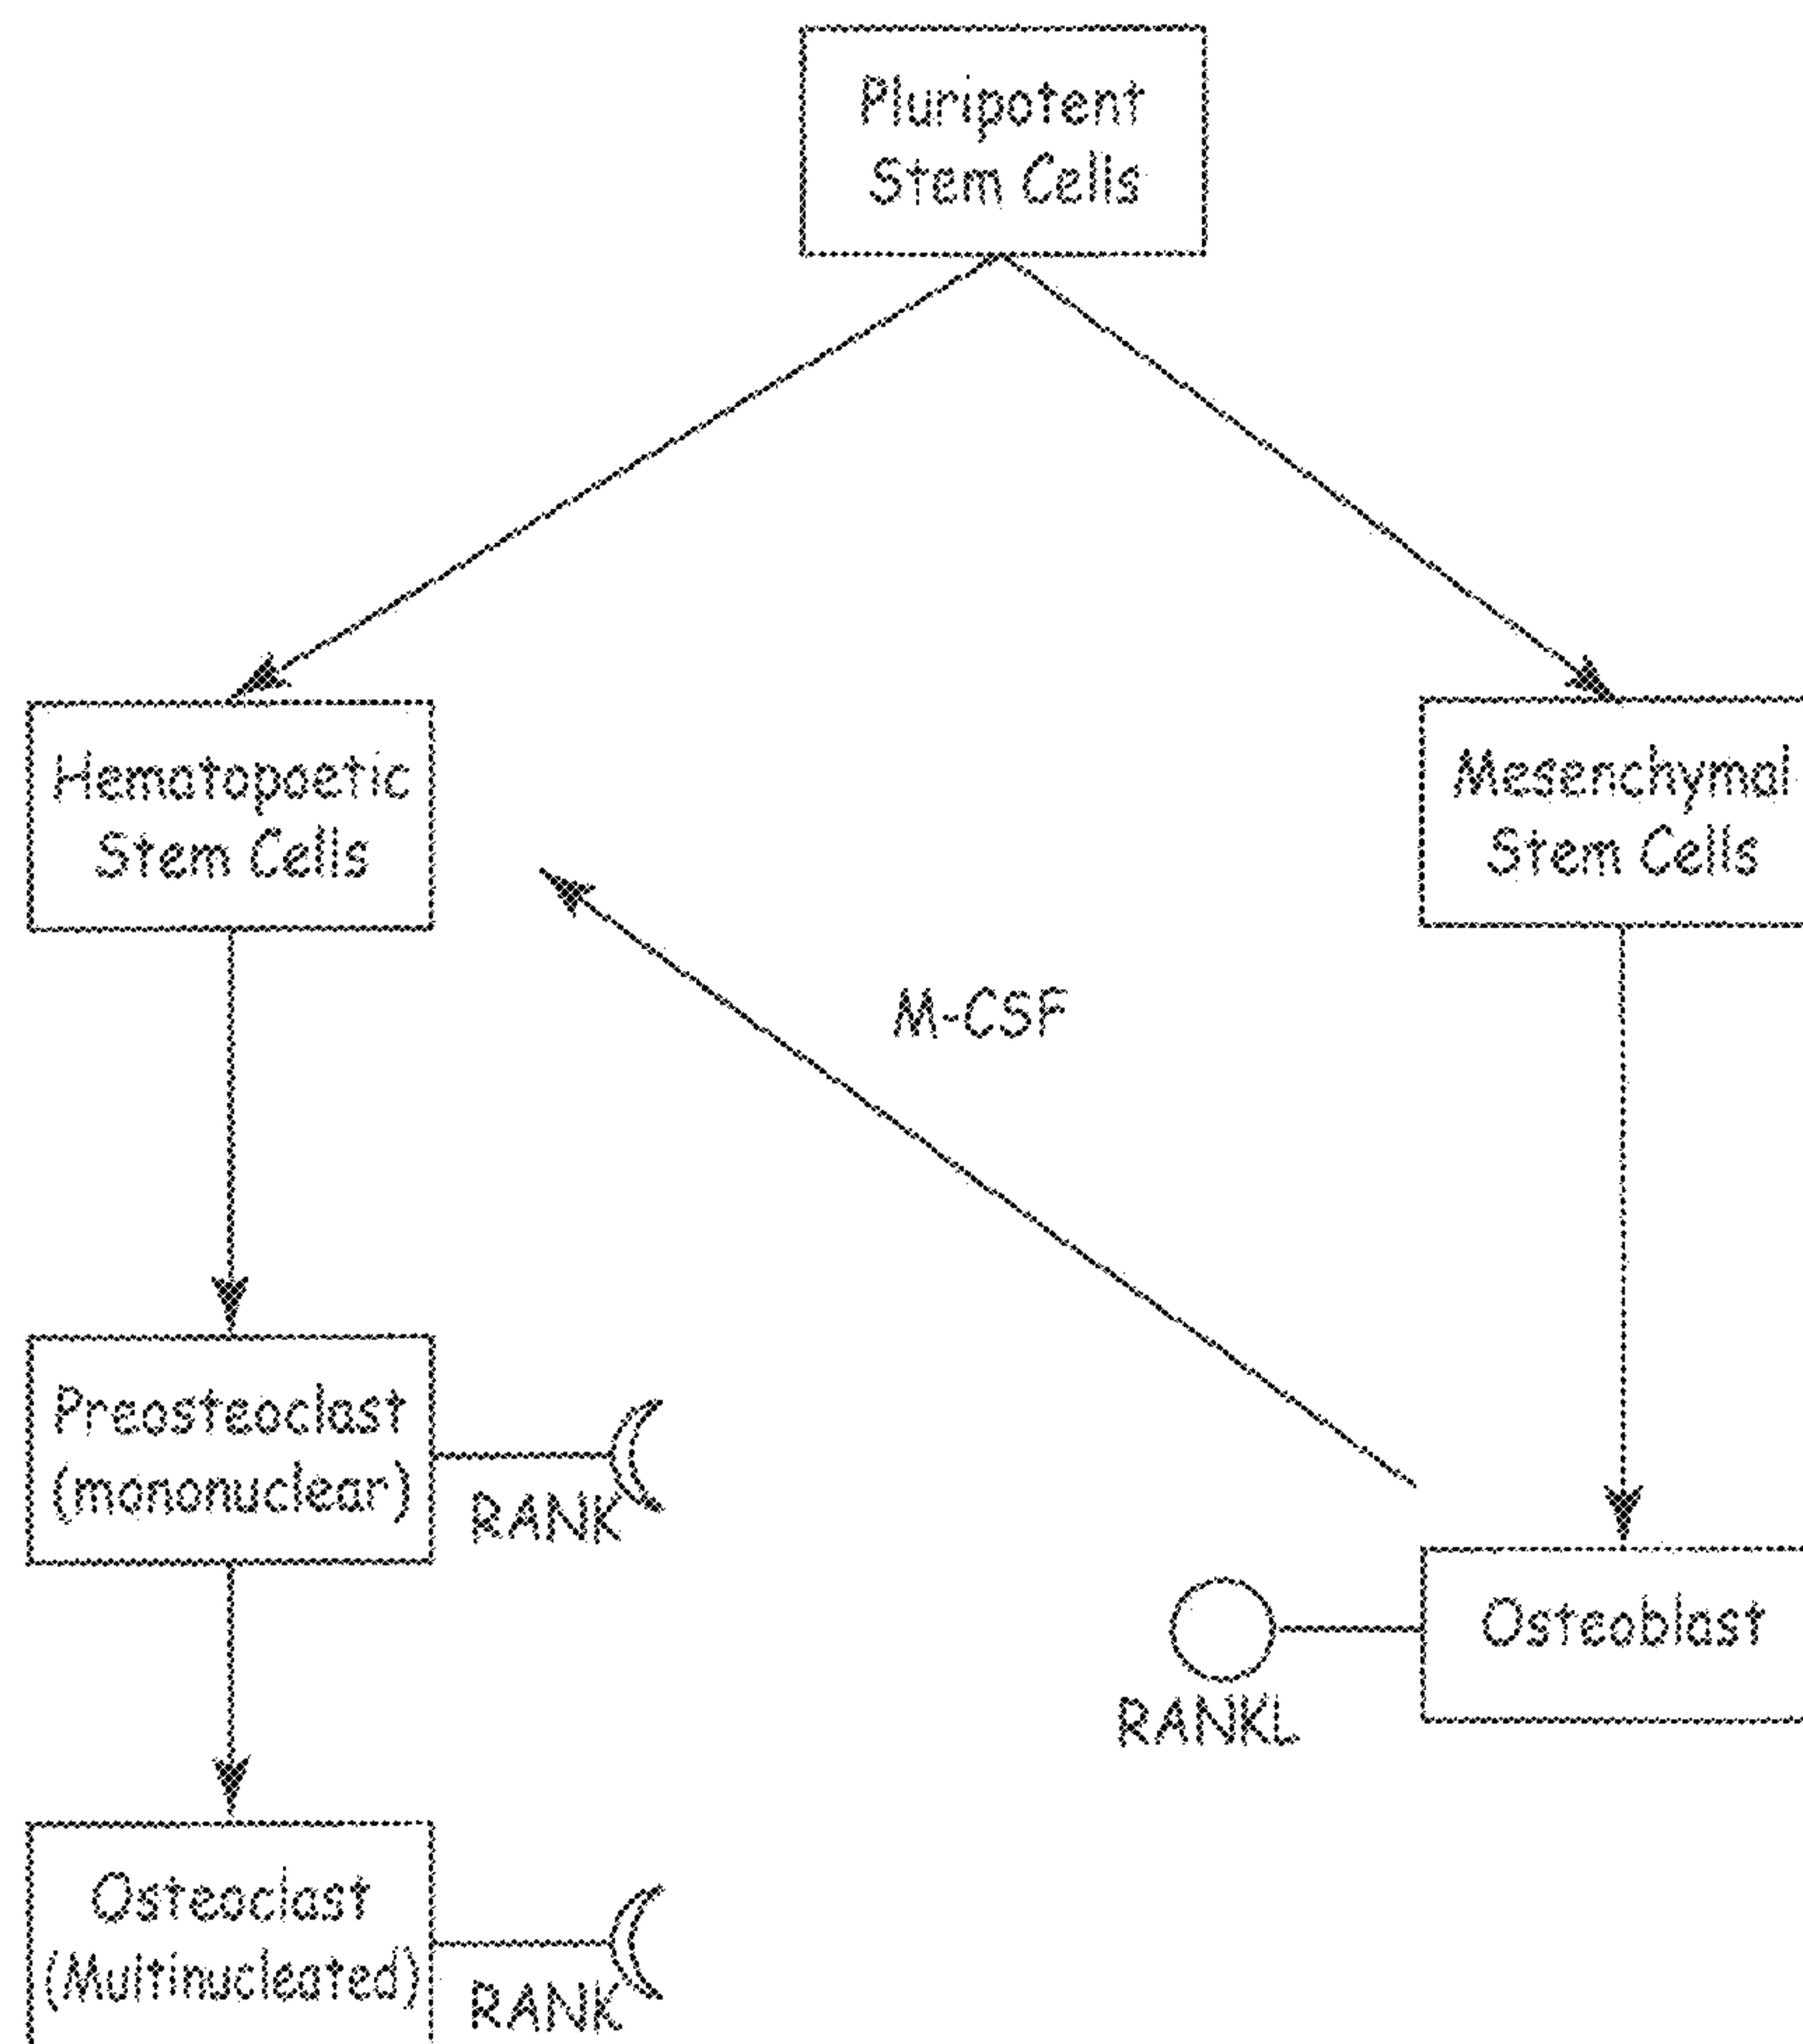 Pluripotent
Stem Cells
Hematopoetic
Stem Cells
Mesenchymal
Stem Cells
M-CSF
Preosteoclast
(mononuclear)
RANK
Osteoblast
RANKL
Osteoclast
(Multinucleated)
RANK